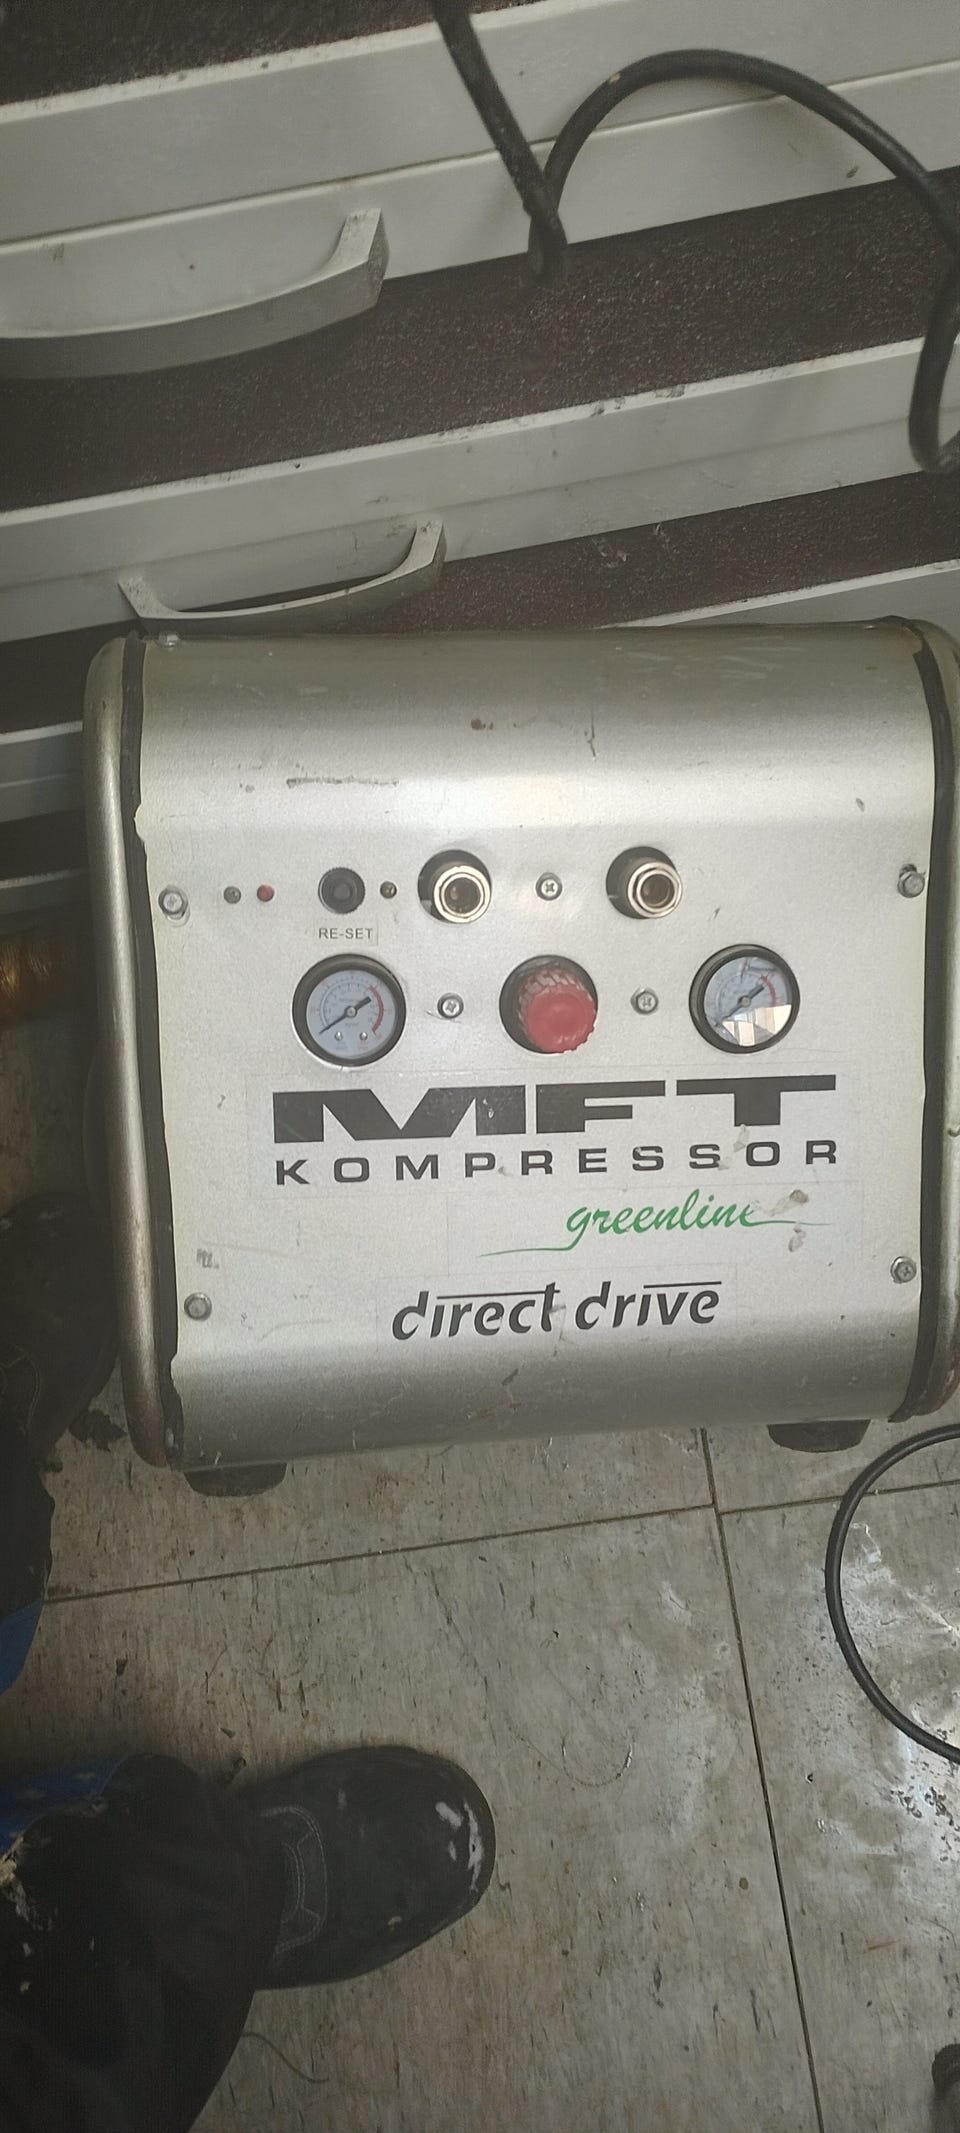 RE-SET
MFT
KOMPRESSOR
greenline
direct drive